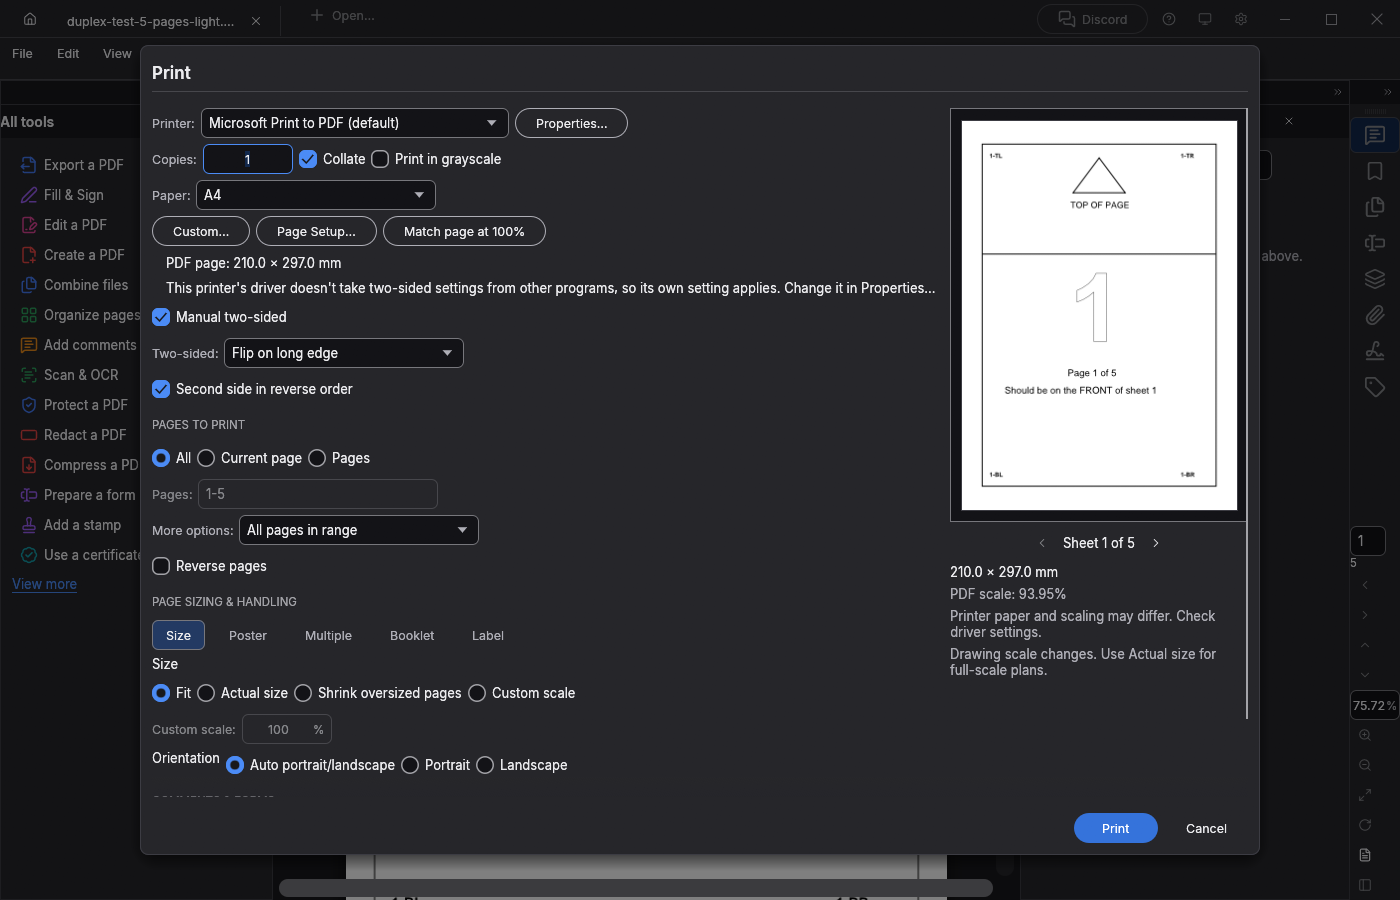 duplex-test-5-pages-light....
Open...
Discord
File Edit View
Print
All tools
Export a PDF
Fill & Sign
Edit a PDF
Create a PDF
Combine files
Organize pages
Add comments
Scan & OCR
Protect a PDF
Redact a PDF
Compress a PD
Prepare a form
Add a stamp
Use a certificate
View more
Printer: Microsoft Print to PDF (default) Properties...
Copies: 1 Collate Print in grayscale
Paper: A4
Custom... Page Setup... Match page at 100%
PDF page: 210.0 × 297.0 mm
This printer's driver doesn't take two-sided settings from other programs, so its own setting applies. Change it in Properties...
Manual two-sided
Two-sided: Flip on long edge
Second side in reverse order
PAGES TO PRINT
All Current page Pages
Pages: 1-5
More options: All pages in range
Reverse pages
PAGE SIZING & HANDLING
Size Poster Multiple Booklet Label
Size
Fit Actual size Shrink oversized pages Custom scale
Custom scale: 100 %
Orientation Auto portrait/landscape Portrait Landscape
1-TL 1-TR
TOP OF PAGE
1
Page 1 of 5
Should be on the FRONT of sheet 1
1-BL 1-BR
Sheet 1 of 5
210.0 × 297.0 mm
PDF scale: 93.95%
Printer paper and scaling may differ. Check
driver settings.
Drawing scale changes. Use Actual size for
full-scale plans.
Print Cancel
above.
1
5
75.72%